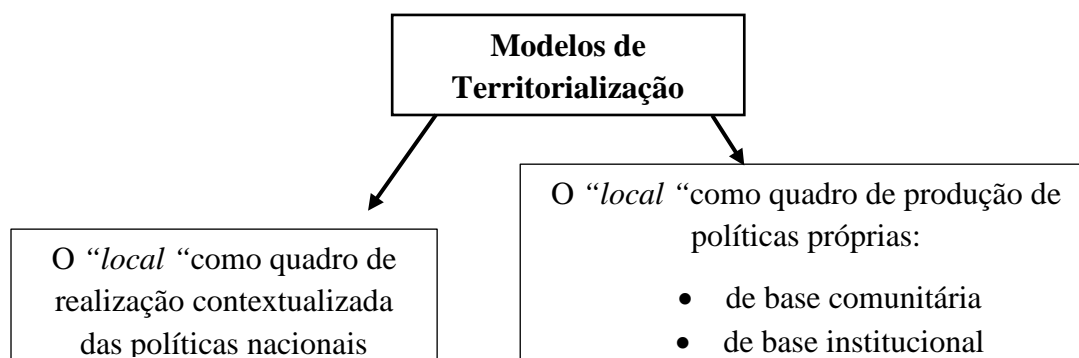 Modelos de
Territorialização
O “local “como quadro de
realização contextualizada
das políticas nacionais
O “local “como quadro de produção de
políticas próprias:
• de base comunitária
• de base institucional